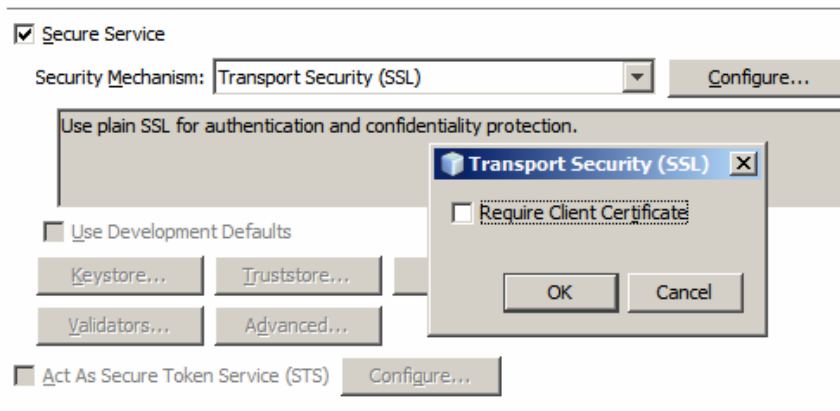 Secure Service
Security Mechanism: Transport Security (SSL) Configure...
Use plain SSL for authentication and confidentiality protection.
Transport Security (SSL)
Require Client Certificate
OK Cancel
Use Development Defaults
Keystore... Truststore...
Validators... Advanced...
Act As Secure Token Service (STS) Configure...